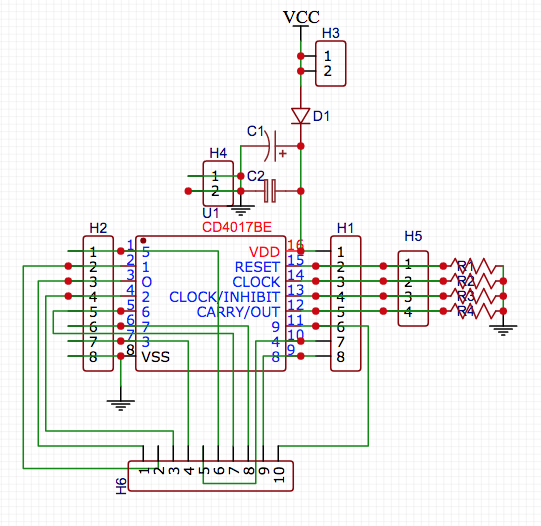 VCC
H3
1
2
D1
C1
+
H4
C2
1
2
U1
CD4017BE
H2
H1
H5
1 1 5 VDD 16 1
2 2 1 RESET 15 2 1 R1
3 3 O CLOCK 14 3 2 R2
4 4 2 CLOCK/INHIBIT 13 4 3 R3
5 5 6 CARRY/OUT 12 5 4 R4
6 6 7 9 11 6
7 7 3 4 10 7
8 8 VSS 8 9 8
H6
1 2 3 4 5 6 7 8 9 10